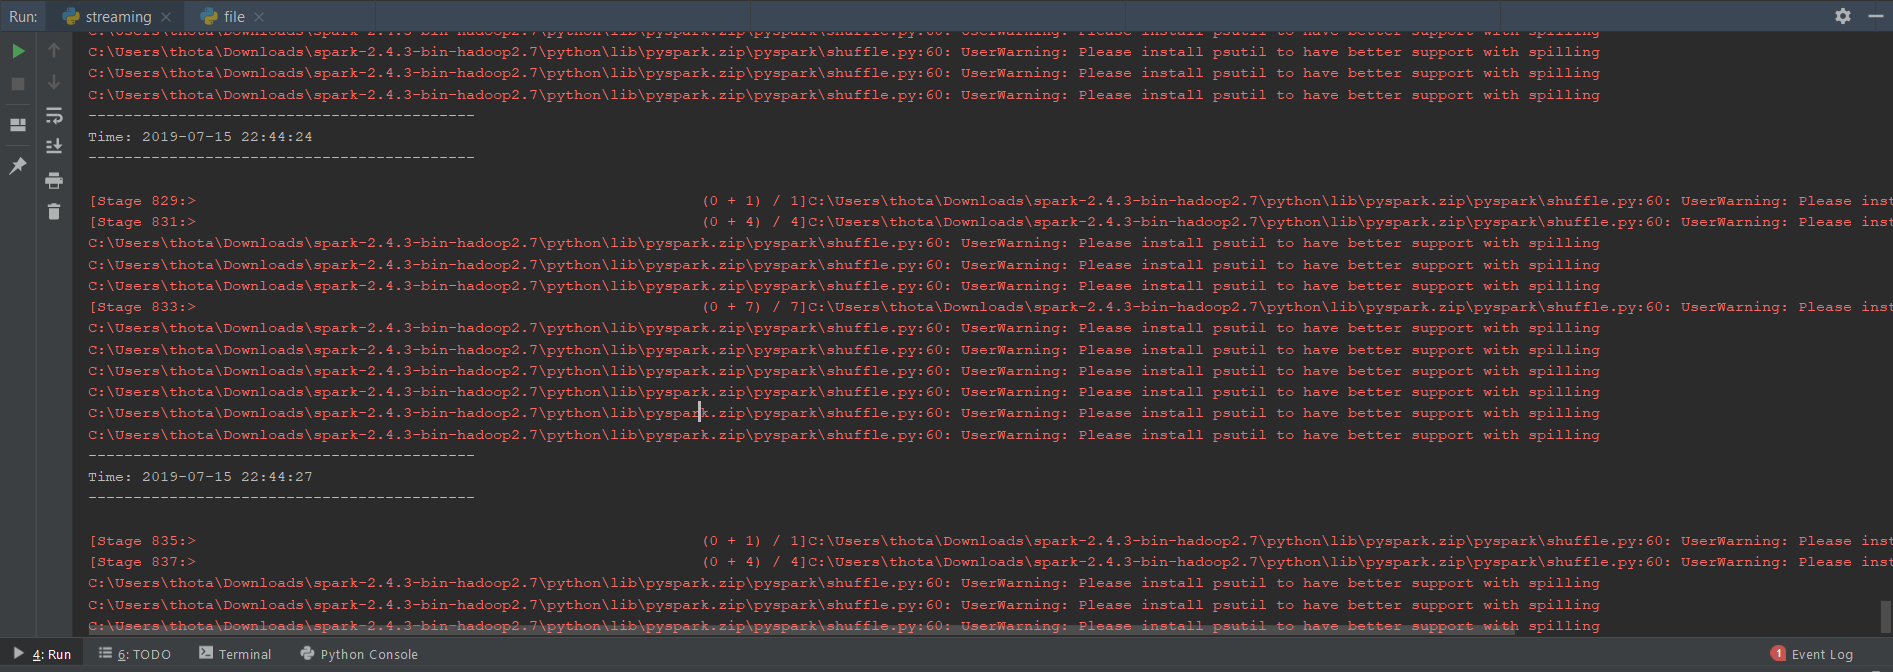 Run: streaming file
C:\Users\thota\Downloads\spark-2.4.3-bin-hadoop2.7\python\lib\pyspark.zip\pyspark\shuffle.py:60: UserWarning: Please install psutil to have better support with spilling
C:\Users\thota\Downloads\spark-2.4.3-bin-hadoop2.7\python\lib\pyspark.zip\pyspark\shuffle.py:60: UserWarning: Please install psutil to have better support with spilling
C:\Users\thota\Downloads\spark-2.4.3-bin-hadoop2.7\python\lib\pyspark.zip\pyspark\shuffle.py:60: UserWarning: Please install psutil to have better support with spilling
C:\Users\thota\Downloads\spark-2.4.3-bin-hadoop2.7\python\lib\pyspark.zip\pyspark\shuffle.py:60: UserWarning: Please install psutil to have better support with spilling
-------------------------------------------
Time: 2019-07-15 22:44:24
-------------------------------------------
[Stage 829:> (0 + 1) / 1]C:\Users\thota\Downloads\spark-2.4.3-bin-hadoop2.7\python\lib\pyspark.zip\pyspark\shuffle.py:60: UserWarning: Please inst
[Stage 831:> (0 + 4) / 4]C:\Users\thota\Downloads\spark-2.4.3-bin-hadoop2.7\python\lib\pyspark.zip\pyspark\shuffle.py:60: UserWarning: Please inst
C:\Users\thota\Downloads\spark-2.4.3-bin-hadoop2.7\python\lib\pyspark.zip\pyspark\shuffle.py:60: UserWarning: Please install psutil to have better support with spilling
C:\Users\thota\Downloads\spark-2.4.3-bin-hadoop2.7\python\lib\pyspark.zip\pyspark\shuffle.py:60: UserWarning: Please install psutil to have better support with spilling
C:\Users\thota\Downloads\spark-2.4.3-bin-hadoop2.7\python\lib\pyspark.zip\pyspark\shuffle.py:60: UserWarning: Please install psutil to have better support with spilling
[Stage 833:> (0 + 7) / 7]C:\Users\thota\Downloads\spark-2.4.3-bin-hadoop2.7\python\lib\pyspark.zip\pyspark\shuffle.py:60: UserWarning: Please inst
C:\Users\thota\Downloads\spark-2.4.3-bin-hadoop2.7\python\lib\pyspark.zip\pyspark\shuffle.py:60: UserWarning: Please install psutil to have better support with spilling
C:\Users\thota\Downloads\spark-2.4.3-bin-hadoop2.7\python\lib\pyspark.zip\pyspark\shuffle.py:60: UserWarning: Please install psutil to have better support with spilling
C:\Users\thota\Downloads\spark-2.4.3-bin-hadoop2.7\python\lib\pyspark.zip\pyspark\shuffle.py:60: UserWarning: Please install psutil to have better support with spilling
C:\Users\thota\Downloads\spark-2.4.3-bin-hadoop2.7\python\lib\pyspark.zip\pyspark\shuffle.py:60: UserWarning: Please install psutil to have better support with spilling
C:\Users\thota\Downloads\spark-2.4.3-bin-hadoop2.7\python\lib\pyspark.zip\pyspark\shuffle.py:60: UserWarning: Please install psutil to have better support with spilling
C:\Users\thota\Downloads\spark-2.4.3-bin-hadoop2.7\python\lib\pyspark.zip\pyspark\shuffle.py:60: UserWarning: Please install psutil to have better support with spilling
-------------------------------------------
Time: 2019-07-15 22:44:27
-------------------------------------------
[Stage 835:> (0 + 1) / 1]C:\Users\thota\Downloads\spark-2.4.3-bin-hadoop2.7\python\lib\pyspark.zip\pyspark\shuffle.py:60: UserWarning: Please inst
[Stage 837:> (0 + 4) / 4]C:\Users\thota\Downloads\spark-2.4.3-bin-hadoop2.7\python\lib\pyspark.zip\pyspark\shuffle.py:60: UserWarning: Please inst
C:\Users\thota\Downloads\spark-2.4.3-bin-hadoop2.7\python\lib\pyspark.zip\pyspark\shuffle.py:60: UserWarning: Please install psutil to have better support with spilling
C:\Users\thota\Downloads\spark-2.4.3-bin-hadoop2.7\python\lib\pyspark.zip\pyspark\shuffle.py:60: UserWarning: Please install psutil to have better support with spilling
C:\Users\thota\Downloads\spark-2.4.3-bin-hadoop2.7\python\lib\pyspark.zip\pyspark\shuffle.py:60: UserWarning: Please install psutil to have better support with spilling
4: Run 6: TODO Terminal Python Console 1 Event Log